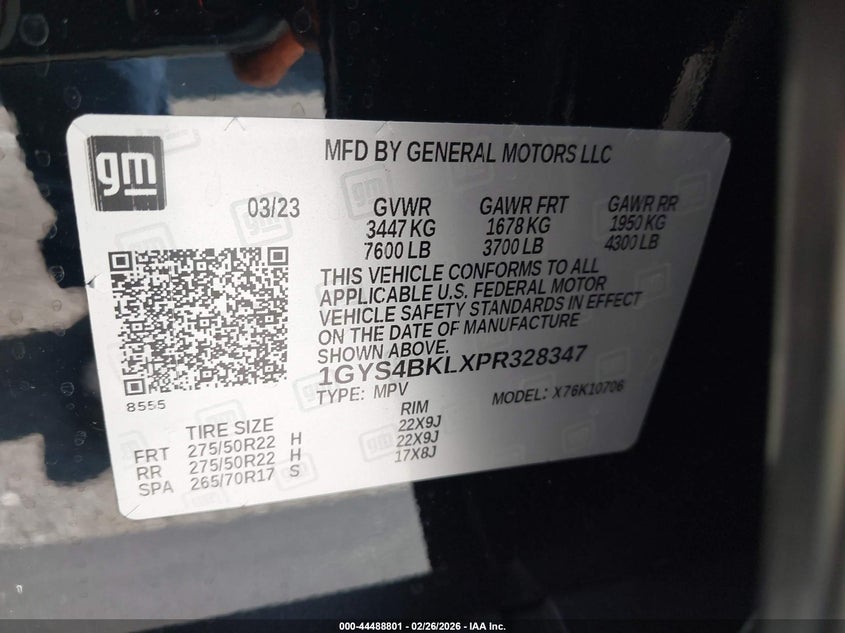 gm
MFD BY GENERAL MOTORS LLC
03/23
GVWR GAWR FRT GAWR RR
3447 KG 1678 KG 1950 KG
7600 LB 3700 LB 4300 LB
THIS VEHICLE CONFORMS TO ALL
APPLICABLE U.S. FEDERAL MOTOR
VEHICLE SAFETY STANDARDS IN EFFECT
ON THE DATE OF MANUFACTURE
SHOWN ABOVE.
1GYS4BKLXPR328347
TYPE: MPV MODEL: X76K10706
8555
TIRE SIZE RIM
FRT 275/50R22 H 22X9J
RR 275/50R22 H 22X9J
SPA 265/70R17 S 17X8J
000-44488801 - 02/26/2026 - IAA Inc.